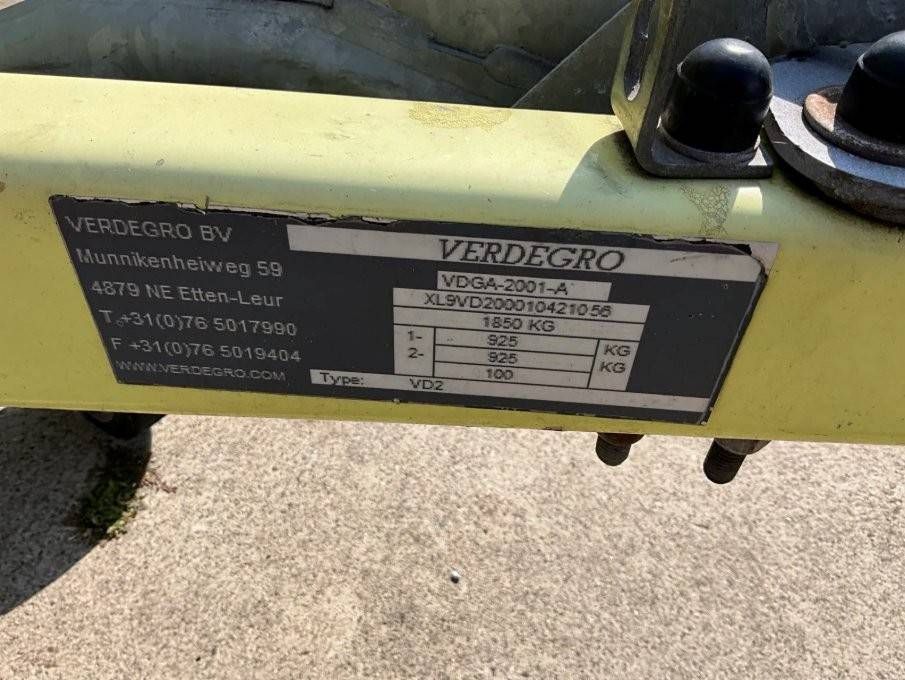 VERDEGRO BV
Munnikenheiweg 59
4879 NE Etten-Leur
T.+31(0)76 5017990
F +31(0)76 5019404
WWW.VERDEGRO.COM
VERDEGRO
VDGA-2001-A
XL9VD200010421056
1850 KG
1- 925 KG
2- 925 KG
100
Type: VD2